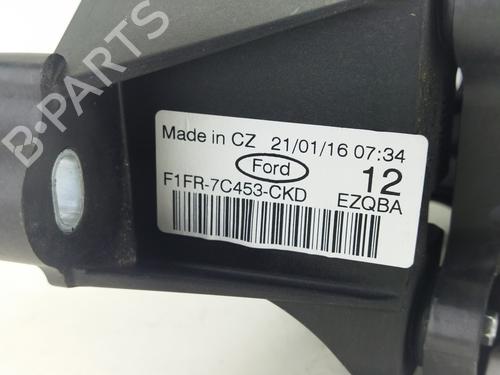 B-PARTS
Made in CZ 21/01/16 07:34
Ford
12
F1FR-7C453-CKD EZQBA